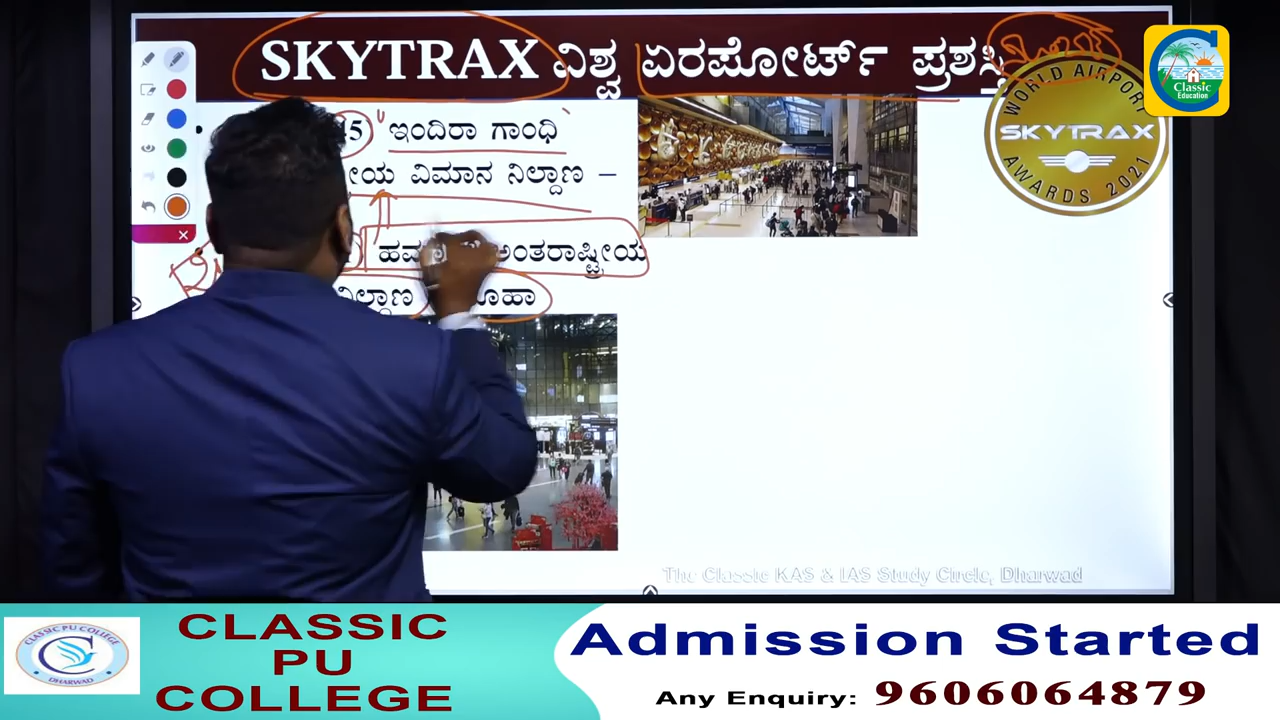 SKYTRAX ವಿಶ್ವ ಏರಪೋರ್ಟ್ ಪ್ರಶಸ್ತಿ
WORLD AIRPORT
SKYTRAX
AWARDS 2021
Classic
Education
45 ಇಂದಿರಾ ಗಾಂಧಿ
ವಿಮಾನ ನಿಲ್ದಾಣ –
ಅಂತರಾಷ್ಟ್ರೀಯ
ನಿಲ್ದಾಣ
The Classic KAS & IAS Study Circle, Dharwad
CLASSIC PU COLLEGE
DHARWAD
CLASSIC
PU
COLLEGE
Admission Started
Any Enquiry: 9606064879